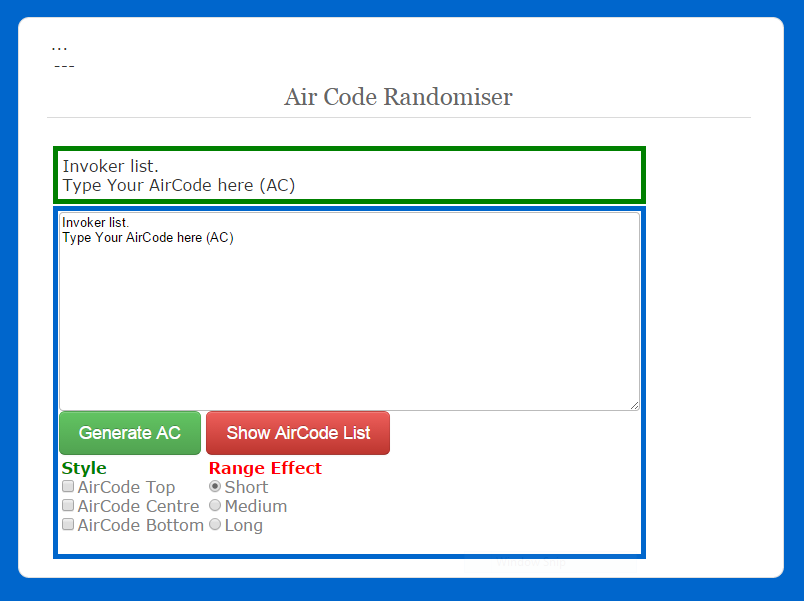 ...
---
Air Code Randomiser
Invoker list.
Type Your AirCode here (AC)
Invoker list.
Type Your AirCode here (AC)
Generate AC Show AirCode List
Style Range Effect
AirCode Top Short
AirCode Centre Medium
AirCode Bottom Long